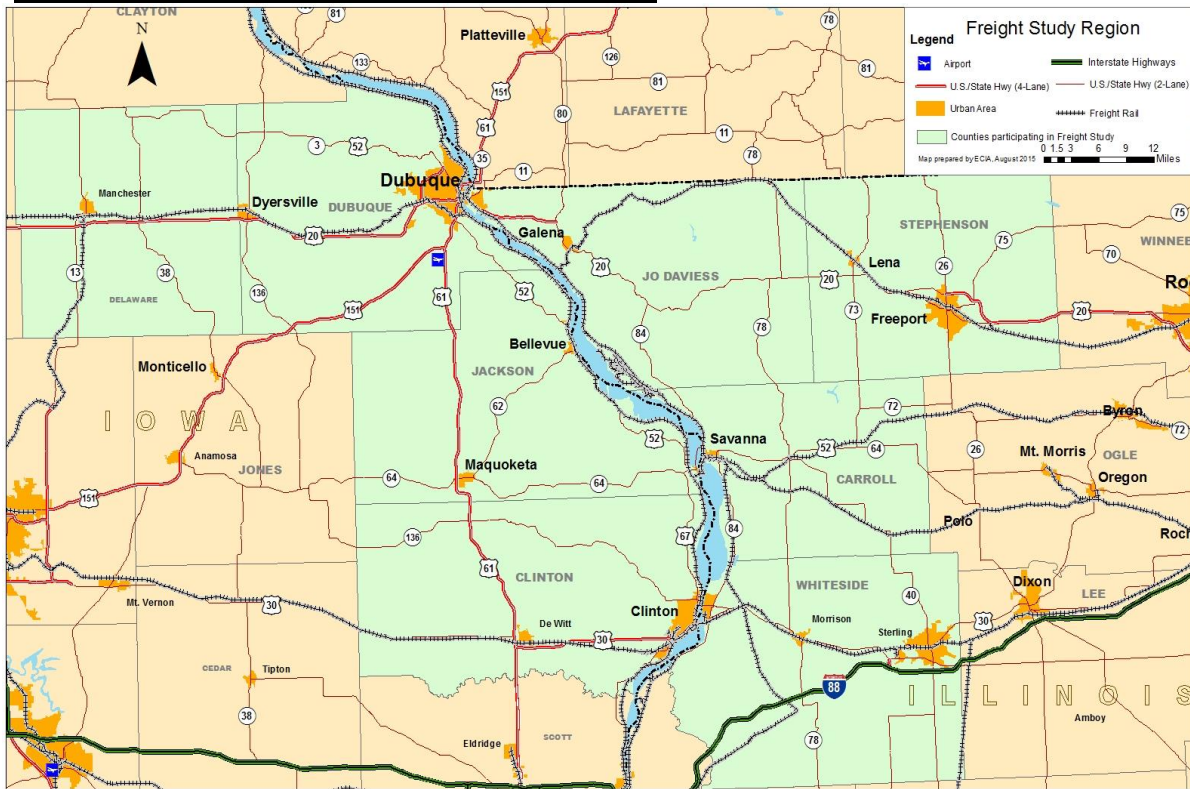 CLAYTON
N
Platteville
LAFAYETTE
Freight Study Region
Legend
Airport
Interstate Highways
U.S./State Hwy (4-Lane)
U.S./State Hwy (2-Lane)
Urban Area
Freight Rail
Counties participating in Freight Study
Map prepared by ECIA, August 2015
0 1.5 3 6 9 12 Miles
81
78
133
126
151
81
81
61
80
11
78
3
52
35
11
Dubuque
Manchester
Dyersville
DUBUQUE
20
Galena
STEPHENSON
75
WINNEB
70
13
38
DELAWARE
136
151
61
52
20
JO DAVIESS
20
Lena
26
Ro
73
Freeport
20
84
78
Bellevue
Monticello
JACKSON
IOWA
62
72
Byron
72
52
Savanna
52
64
26
OGLE
Mt. Morris
Anamosa
JONES
Maquoketa
64
64
CARROLL
Oregon
151
Polo
Roch
136
67
84
61
CLINTON
WHITESIDE
Dixon
LEE
Mt. Vernon
30
Clinton
40
De Witt
30
Morrison
Sterling
30
CEDAR
Tipton
88
ILLINOIS
38
Amboy
Eldridge
SCOTT
78